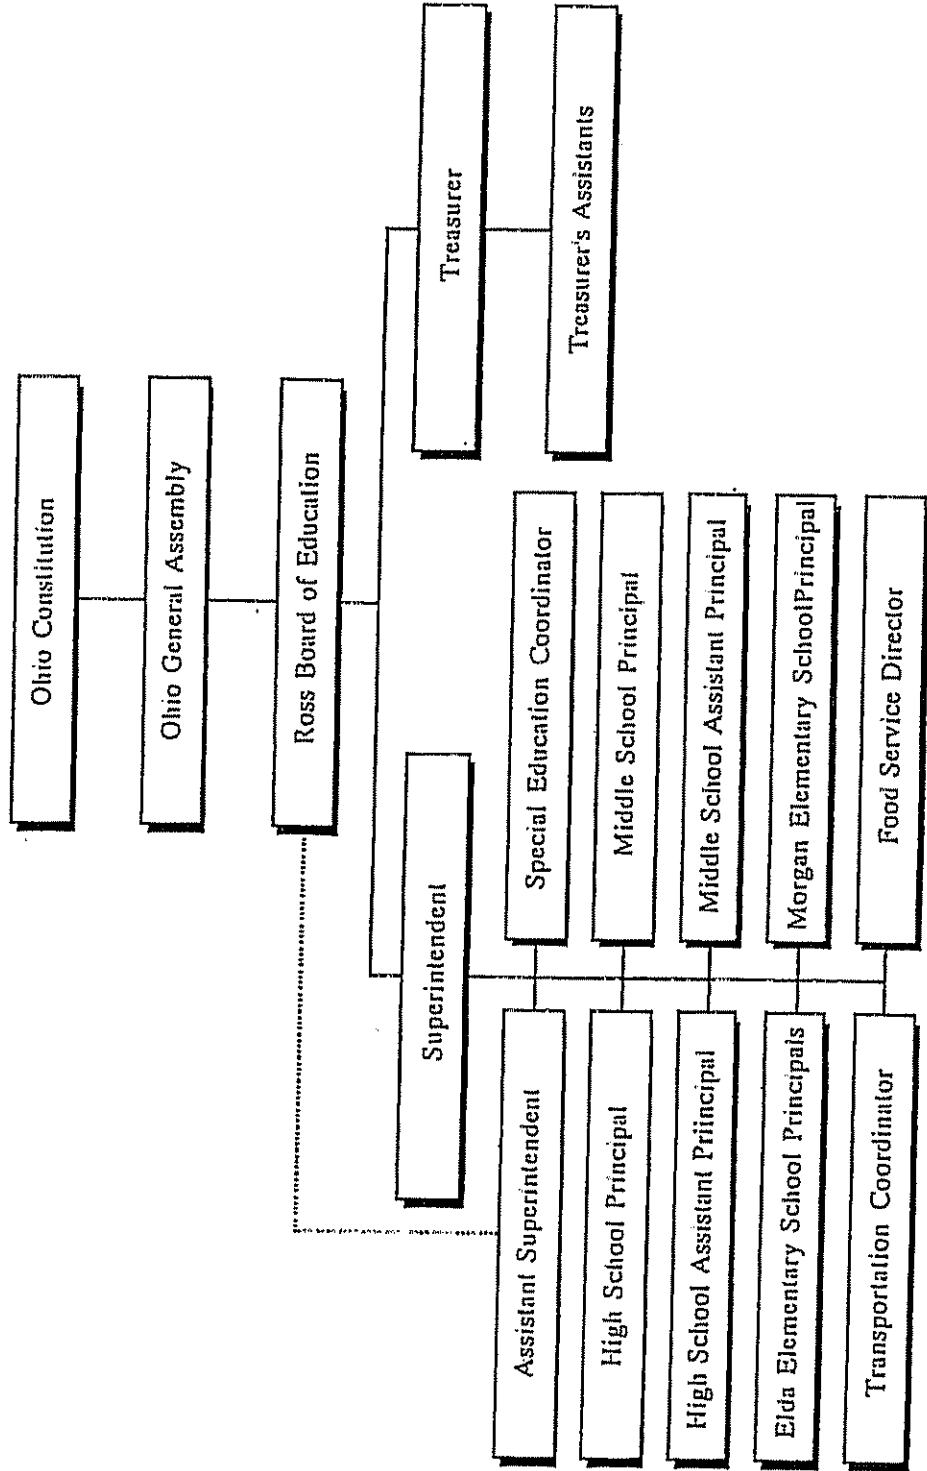 Ohio Constitution
Ohio General Assembly
Ross Board of Education
Superintendent
Treasurer
Treasurer's Assistants
Assistant Superintendent
Special Education Coordinator
High School Principal
Middle School Principal
High School Assistant Priincipal
Middle School Assistant Principal
Elda Elementary School Principals
Morgan Elementary SchoolPrincipal
Transportation Coordinator
Food Service Director